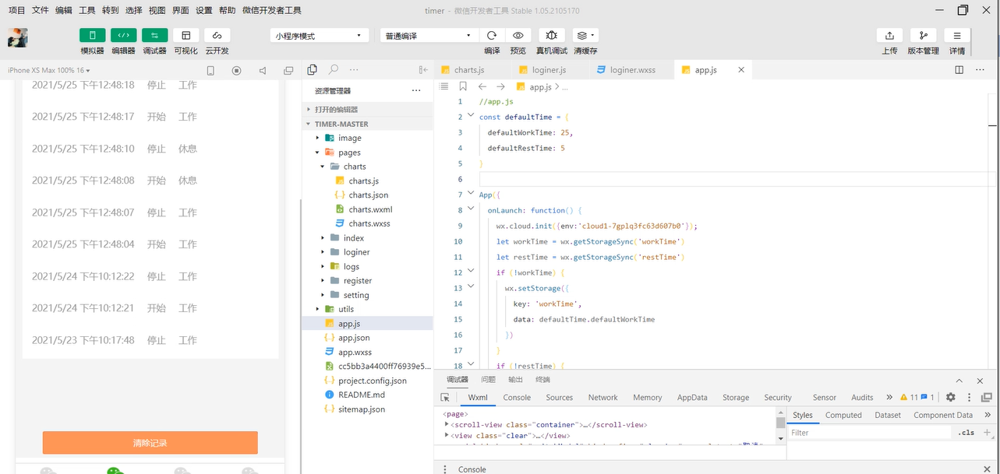 项目 文件 编辑 工具 转到 选择 视图 界面 设置 帮助 微信开发者工具
timer - 微信开发者工具 Stable 1.05.2105170
模拟器 编辑器 调试器 可视化 云开发
小程序模式 普通编译
编译 预览 真机调试 清缓存
上传 版本管理 详情
iPhone XS Max 100% 16
2021/5/25 下午12:48:18 停止 工作
2021/5/25 下午12:48:17 开始 工作
2021/5/25 下午12:48:10 停止 休息
2021/5/25 下午12:48:08 开始 休息
2021/5/25 下午12:48:07 停止 工作
2021/5/25 下午12:48:04 开始 工作
2021/5/24 下午10:12:22 停止 工作
2021/5/24 下午10:12:21 开始 工作
2021/5/23 下午10:17:48 停止 工作
清除记录
资源管理器
打开的编辑器
TIMER-MASTER
image
pages
charts
charts.js
charts.json
charts.wxml
charts.wxss
index
loginer
logs
register
setting
utils
app.js
app.json
app.wxss
cc5bb3a4400ff76939e5...
project.config.json
README.md
sitemap.json
charts.js loginer.js loginer.wxss app.js
app.js > ...
1 //app.js
2 const defaultTime = {
3 defaultWorkTime: 25,
4 defaultRestTime: 5
5 }
6
7 App({
8 onLaunch: function() {
9 wx.cloud.init({env:'cloud1-7gplq3fc63d607b0'});
10 let workTime = wx.getStorageSync('workTime')
11 let restTime = wx.getStorageSync('restTime')
12 if (!workTime) {
13 wx.setStorage({
14 key: 'workTime',
15 data: defaultTime.defaultWorkTime
16 })
17 }
18 if (!restTime) {
调试器 问题 输出 终端
Wxml Console Sources Network Memory AppData Storage Security Sensor Audits 11 1
<page>
<scroll-view class="container">…</scroll-view>
<view class="clear">…</view>
Styles Computed Dataset Component Data
Filter .cls
Console